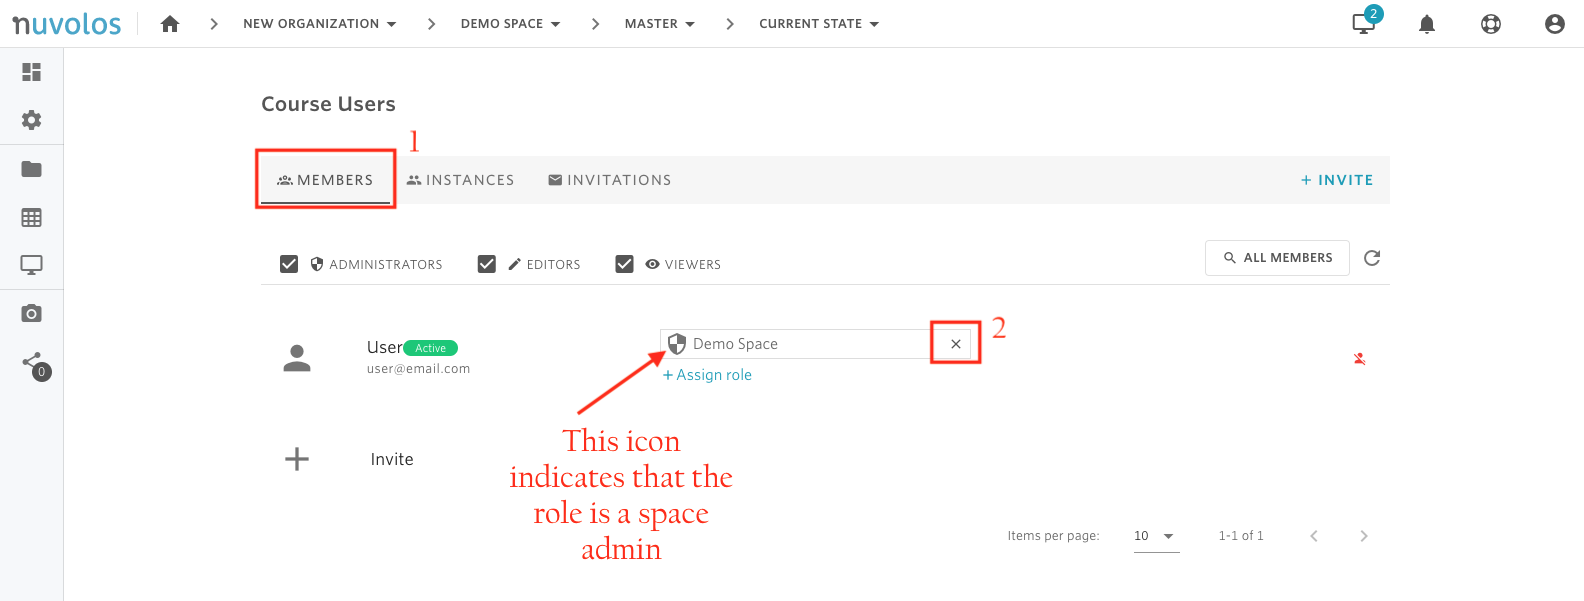 nuvolos
NEW ORGANIZATION
DEMO SPACE
MASTER
CURRENT STATE
2
Course Users
1
MEMBERS
INSTANCES
INVITATIONS
+ INVITE
ADMINISTRATORS
EDITORS
VIEWERS
ALL MEMBERS
User Active
user@email.com
Demo Space
×
2
+ Assign role
0
This icon
indicates that the
role is a space
admin
Invite
Items per page:
10
1-1 of 1